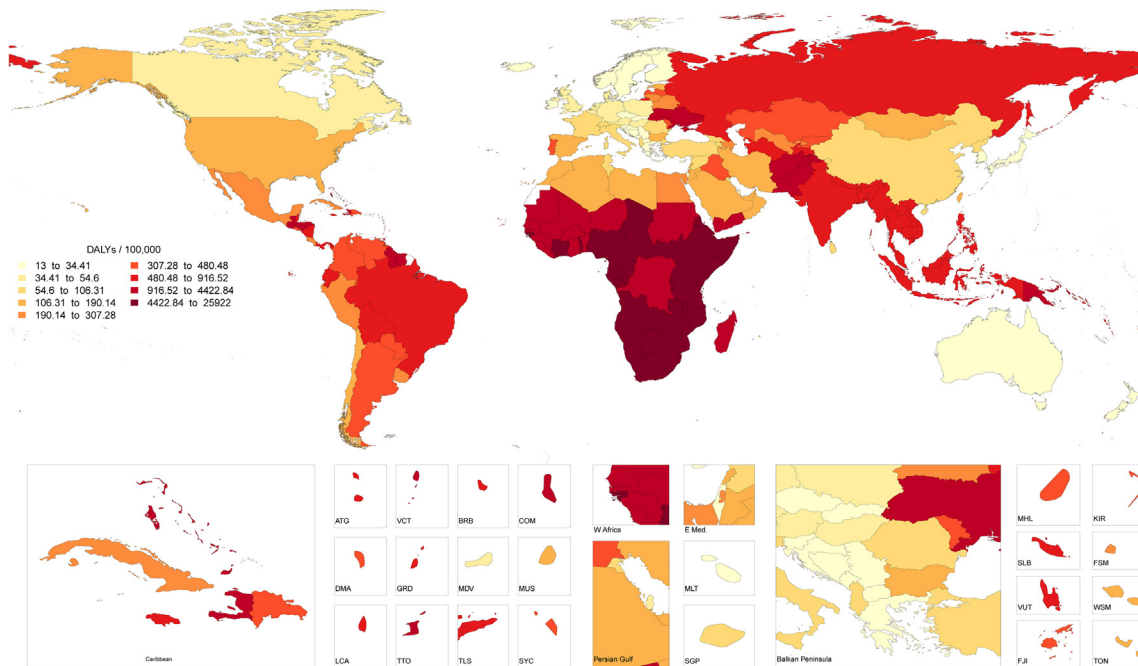 DALYs / 100,000
13 to 34.41
34.41 to 54.6
54.6 to 106.31
106.31 to 190.14
190.14 to 307.28
307.28 to 480.48
480.48 to 916.52
916.52 to 4422.84
4422.84 to 25922
Caribbean
ATG
VCT
BRB
COM
DMA
GRD
MDV
MUS
LCA
TTO
TLS
SYC
W Africa
E Med.
Persian Gulf
MLT
SGP
Balkan Peninsula
MHL
KIR
SLB
FSM
VUT
WSM
FJI
TON